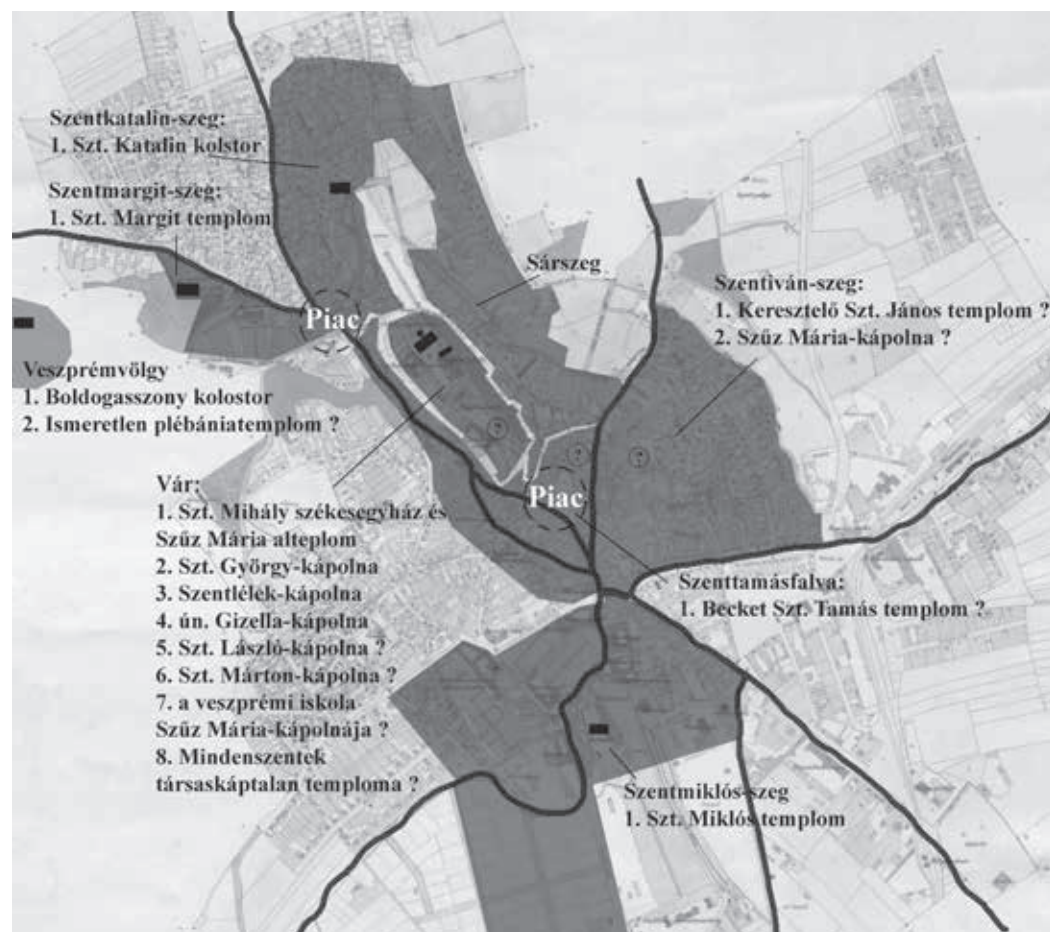 Szentkatalin-szeg:
1. Szt. Katalin kolstor
Szentmargit-szeg:
1. Szt. Margit templom
Sárszeg
Szentiván-szeg:
1. Keresztelő Szt. János templom ?
2. Szűz Mária-kápolna ?
Piac
Veszprémvölgy
1. Boldogasszony kolostor
2. Ismeretlen plébániatemplom ?
?
?
?
Piac
Vár:
1. Szt. Mihály székesegyház és
Szűz Mária alteplom
2. Szt. György-kápolna
3. Szentlélek-kápolna
4. ún. Gizella-kápolna
5. Szt. László-kápolna ?
6. Szt. Márton-kápolna ?
7. a veszprémi iskola
Szűz Mária-kápolnája ?
8. Mindenszentek
társaskáptalan temploma ?
Szenttamásfalva:
1. Becket Szt. Tamás templom ?
Szentmiklós-szeg
1. Szt. Miklós templom